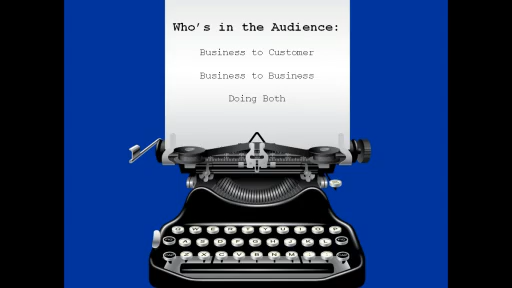 Who's in the Audience:
Business to Customer
Business to Business
Doing Both
Q W E R T Y U I O P
A S D F G H J K L
Z X C V B N M